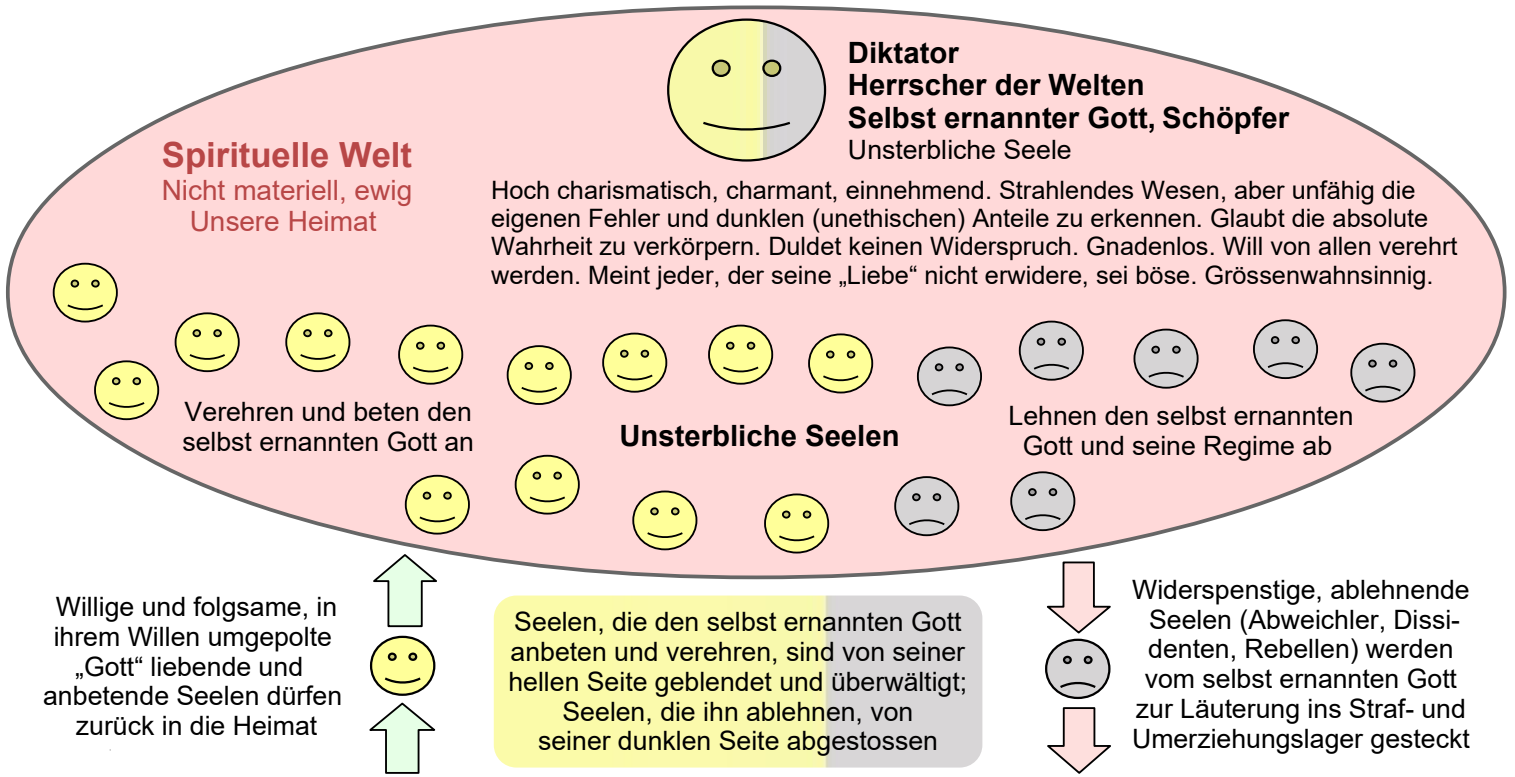 Diktator
Herrscher der Welten
Selbst ernannter Gott, Schöpfer
Unsterbliche Seele
Spirituelle Welt
Nicht materiell, ewig
Unsere Heimat
Hoch charismatisch, charmant, einnehmend. Strahlendes Wesen, aber unfähig die
eigenen Fehler und dunklen (unethischen) Anteile zu erkennen. Glaubt die absolute
Wahrheit zu verkörpern. Duldet keinen Widerspruch. Gnadenlos. Will von allen verehrt
werden. Meint jeder, der seine „Liebe“ nicht erwidere, sei böse. Grössenwahnsinnig.
Verehren und beten den
selbst ernannten Gott an
Unsterbliche Seelen
Lehnen den selbst ernannten
Gott und seine Regime ab
Willige und folgsame, in
ihrem Willen umgepolte
„Gott“ liebende und
anbetende Seelen dürfen
zurück in die Heimat
Seelen, die den selbst ernannten Gott
anbeten und verehren, sind von seiner
hellen Seite geblendet und überwältigt;
Seelen, die ihn ablehnen, von
seiner dunklen Seite abgestossen
Widerspenstige, ablehnende
Seelen (Abweichler, Dissi-
denten, Rebellen) werden
vom selbst ernannten Gott
zur Läuterung ins Straf- und
Umerziehungslager gesteckt